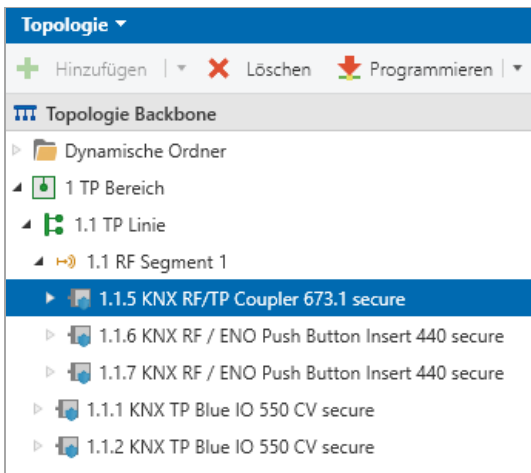 Topologie
Hinzufügen Löschen Programmieren
Topologie Backbone
Dynamische Ordner
1 TP Bereich
1.1 TP Linie
1.1 RF Segment 1
1.1.5 KNX RF/TP Coupler 673.1 secure
1.1.6 KNX RF / ENO Push Button Insert 440 secure
1.1.7 KNX RF / ENO Push Button Insert 440 secure
1.1.1 KNX TP Blue IO 550 CV secure
1.1.2 KNX TP Blue IO 550 CV secure